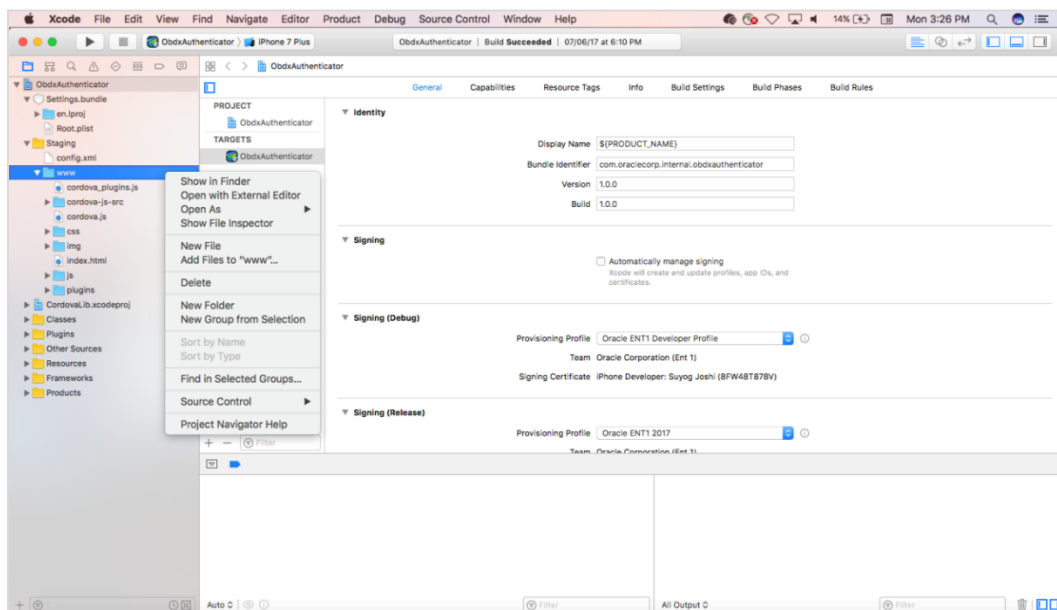 Xcode File Edit View Find Navigate Editor Product Debug Source Control Window Help 14% Mon 3:26 PM
ObdxAuthenticator iPhone 7 Plus ObdxAuthenticator | Build Succeeded | 07/06/17 at 6:10 PM
ObdxAuthenticator
ObdxAuthenticator
Settings.bundle
en.lproj
Root.plist
Staging
config.xml
www
cordova_plugins.js
cordova-js-src
cordova.js
css
img
index.html
js
plugins
CordovaLib.xcodeproj
Classes
Plugins
Other Sources
Resources
Frameworks
Products
Show in Finder
Open with External Editor
Open As
Show File Inspector
New File
Add Files to "www"...
Delete
New Folder
New Group from Selection
Sort by Name
Sort by Type
Find in Selected Groups...
Source Control
Project Navigator Help
PROJECT
ObdxAuthenticator
TARGETS
ObdxAuthenticator
Filter
General Capabilities Resource Tags Info Build Settings Build Phases Build Rules
Identity
Display Name ${PRODUCT_NAME}
Bundle Identifier com.oraclecorp.internal.obdxauthenticator
Version 1.0.0
Build 1.0.0
Signing
Automatically manage signing
Xcode will create and update profiles, app IDs, and
certificates.
Signing (Debug)
Provisioning Profile Oracle ENT1 Developer Profile
Team Oracle Corporation (Ent 1)
Signing Certificate iPhone Developer: Suyog Joshi (BFW48T878V)
Signing (Release)
Provisioning Profile Oracle ENT1 2017
Team Oracle Corporation (Ent 1)
Auto Filter All Output Filter